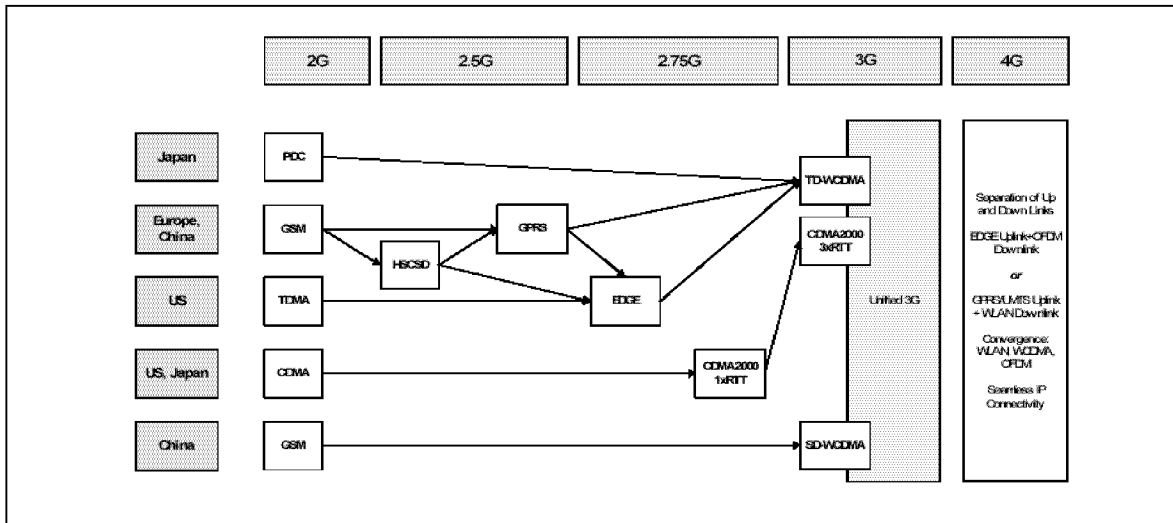 2G
2.5G
2.75G
3G
4G
Japan
PDC
TD-WCDMA
Europe,
China
GSM
GPRS
HSCSD
CDMA2000
3xRTT
US
TDMA
EDGE
Unified 3G
US, Japan
CDMA
CDMA2000
1xRTT
China
GSM
SD-WCDMA
Separation of Up
and Down Links
EDGE Uplink+OFDM
Downlink
or
GPRS/UMTS Uplink
+ WLAN Downlink
Convergence:
WLAN, WCDMA,
OFDM
Seamless IP
Connectivity